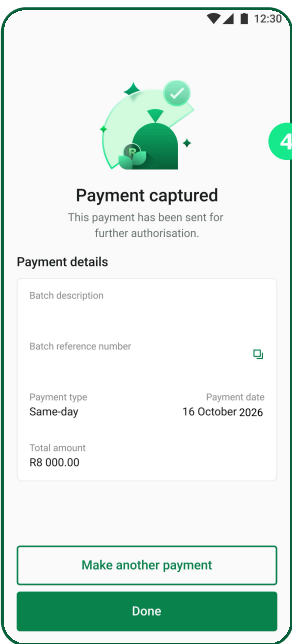 12:30
R
4
Payment captured
This payment has been sent for
further authorisation.
Payment details
Batch description
Batch reference number
Payment type Payment date
Same-day 16 October 2026
Total amount
R8 000.00
Make another payment
Done